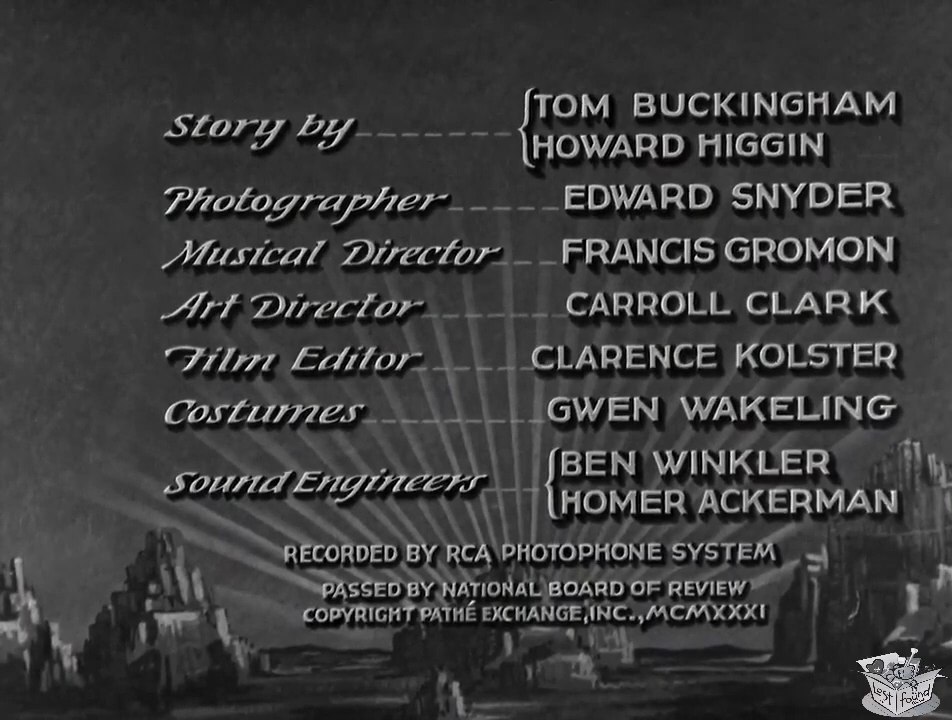 Story by ------- { TOM BUCKINGHAM
HOWARD HIGGIN
Photographer ----- EDWARD SNYDER
Musical Director --- FRANCIS GROMON
Art Director ------ CARROLL CLARK
Film Editor ------ CLARENCE KOLSTER
Costumes --------- GWEN WAKELING
Sound Engineers --- { BEN WINKLER
HOMER ACKERMAN
RECORDED BY RCA PHOTOPHONE SYSTEM
PASSED BY NATIONAL BOARD OF REVIEW
COPYRIGHT PATHÉ EXCHANGE, INC., MCMXXXI
Lost Found